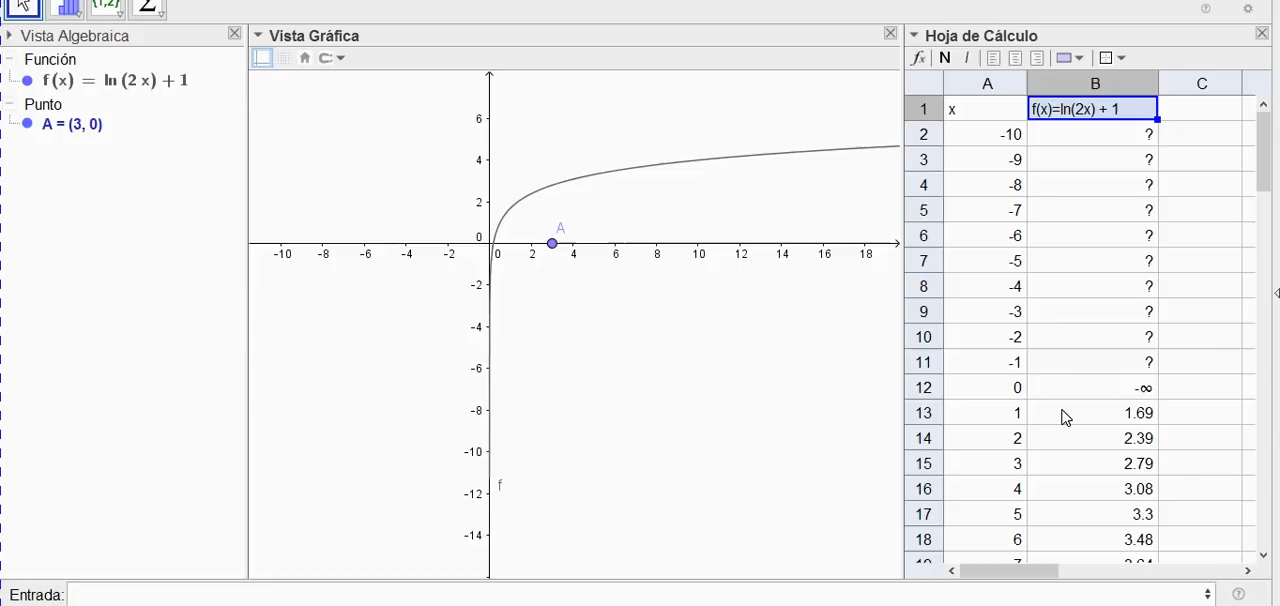 {1,2} Σ
Vista Algebraica
Función
f(x) = ln (2 x) + 1
Punto
A = (3, 0)
Vista Gráfica
6
4
2
0
-2
-4
-6
-8
-10
-12
-14
-10 -8 -6 -4 -2 0 2 4 6 8 10 12 14 16 18
A
f
Hoja de Cálculo
fx N I
A B C
1 x f(x)=ln(2x) + 1
2 -10 ?
3 -9 ?
4 -8 ?
5 -7 ?
6 -6 ?
7 -5 ?
8 -4 ?
9 -3 ?
10 -2 ?
11 -1 ?
12 0 -∞
13 1 1.69
14 2 2.39
15 3 2.79
16 4 3.08
17 5 3.3
18 6 3.48
Entrada: